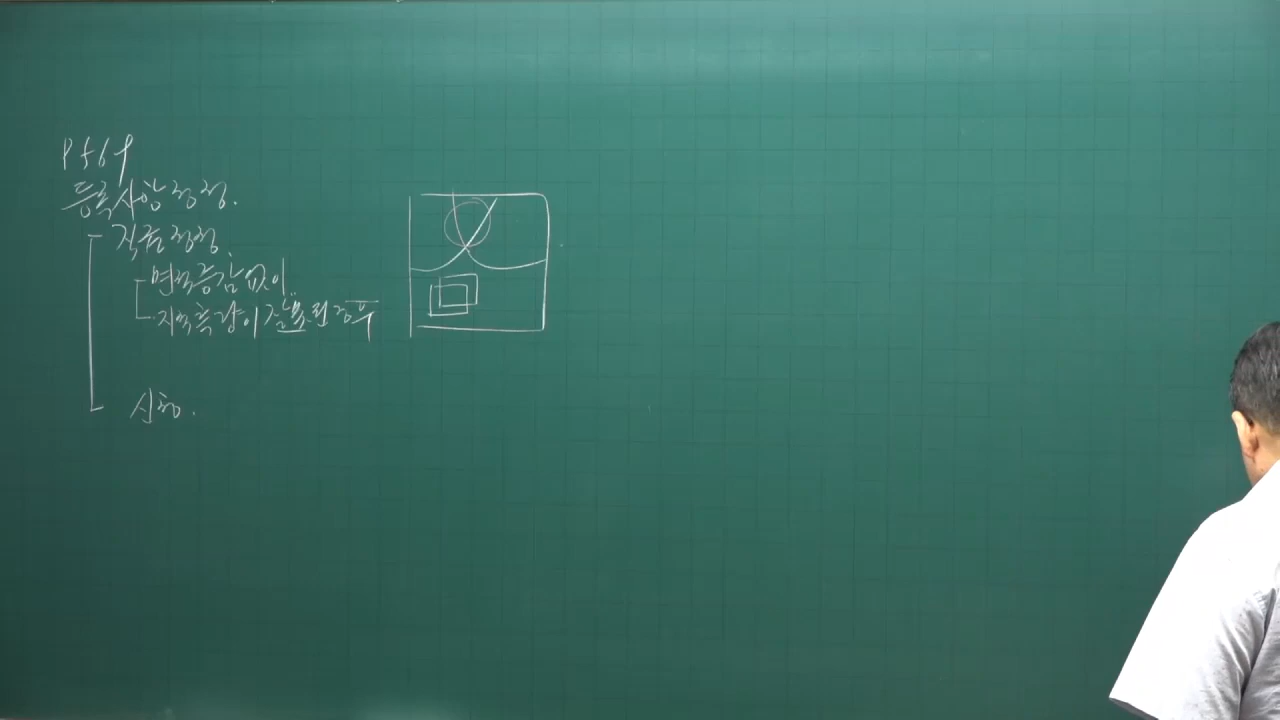 P569
등록사항정정.
직권정정.
면적증감없이
지적측량이 잘못된 경우
신청.